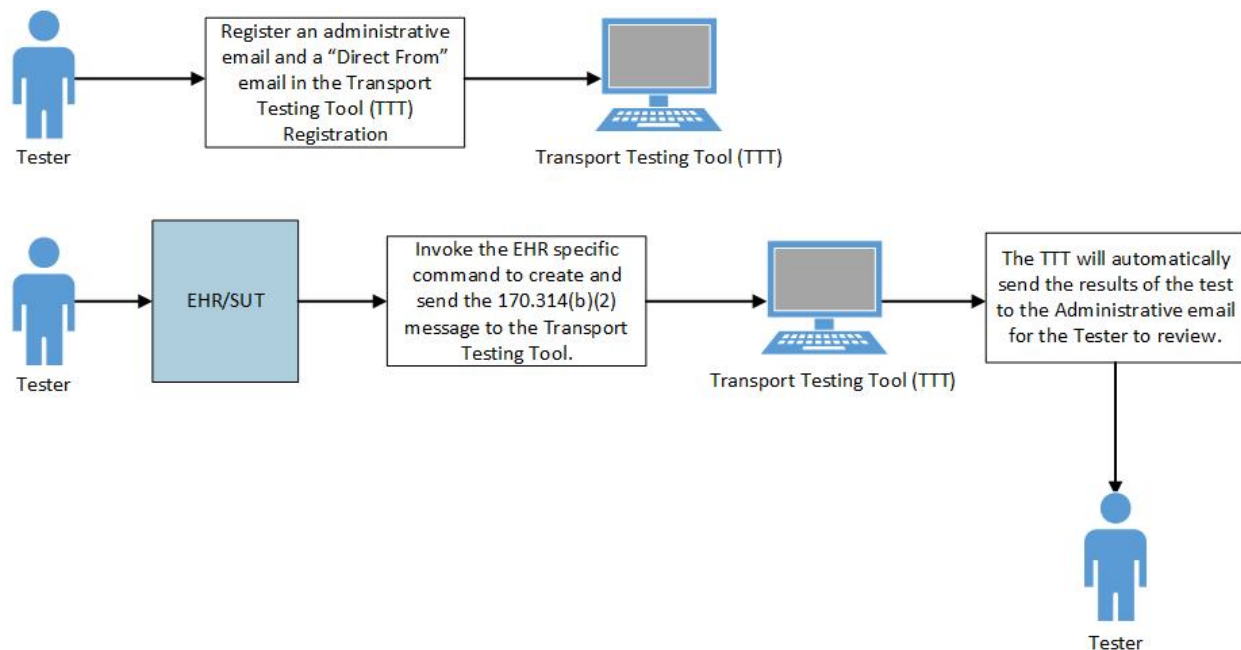 Register an administrative
email and a “Direct From”
email in the Transport
Testing Tool (TTT)
Registration
Tester
Transport Testing Tool (TTT)
EHR/SUT
Invoke the EHR specific
command to create and
send the 170.314(b)(2)
message to the Transport
Testing Tool.
The TTT will automatically
send the results of the test
to the Administrative email
for the Tester to review.
Tester
Transport Testing Tool (TTT)
Tester